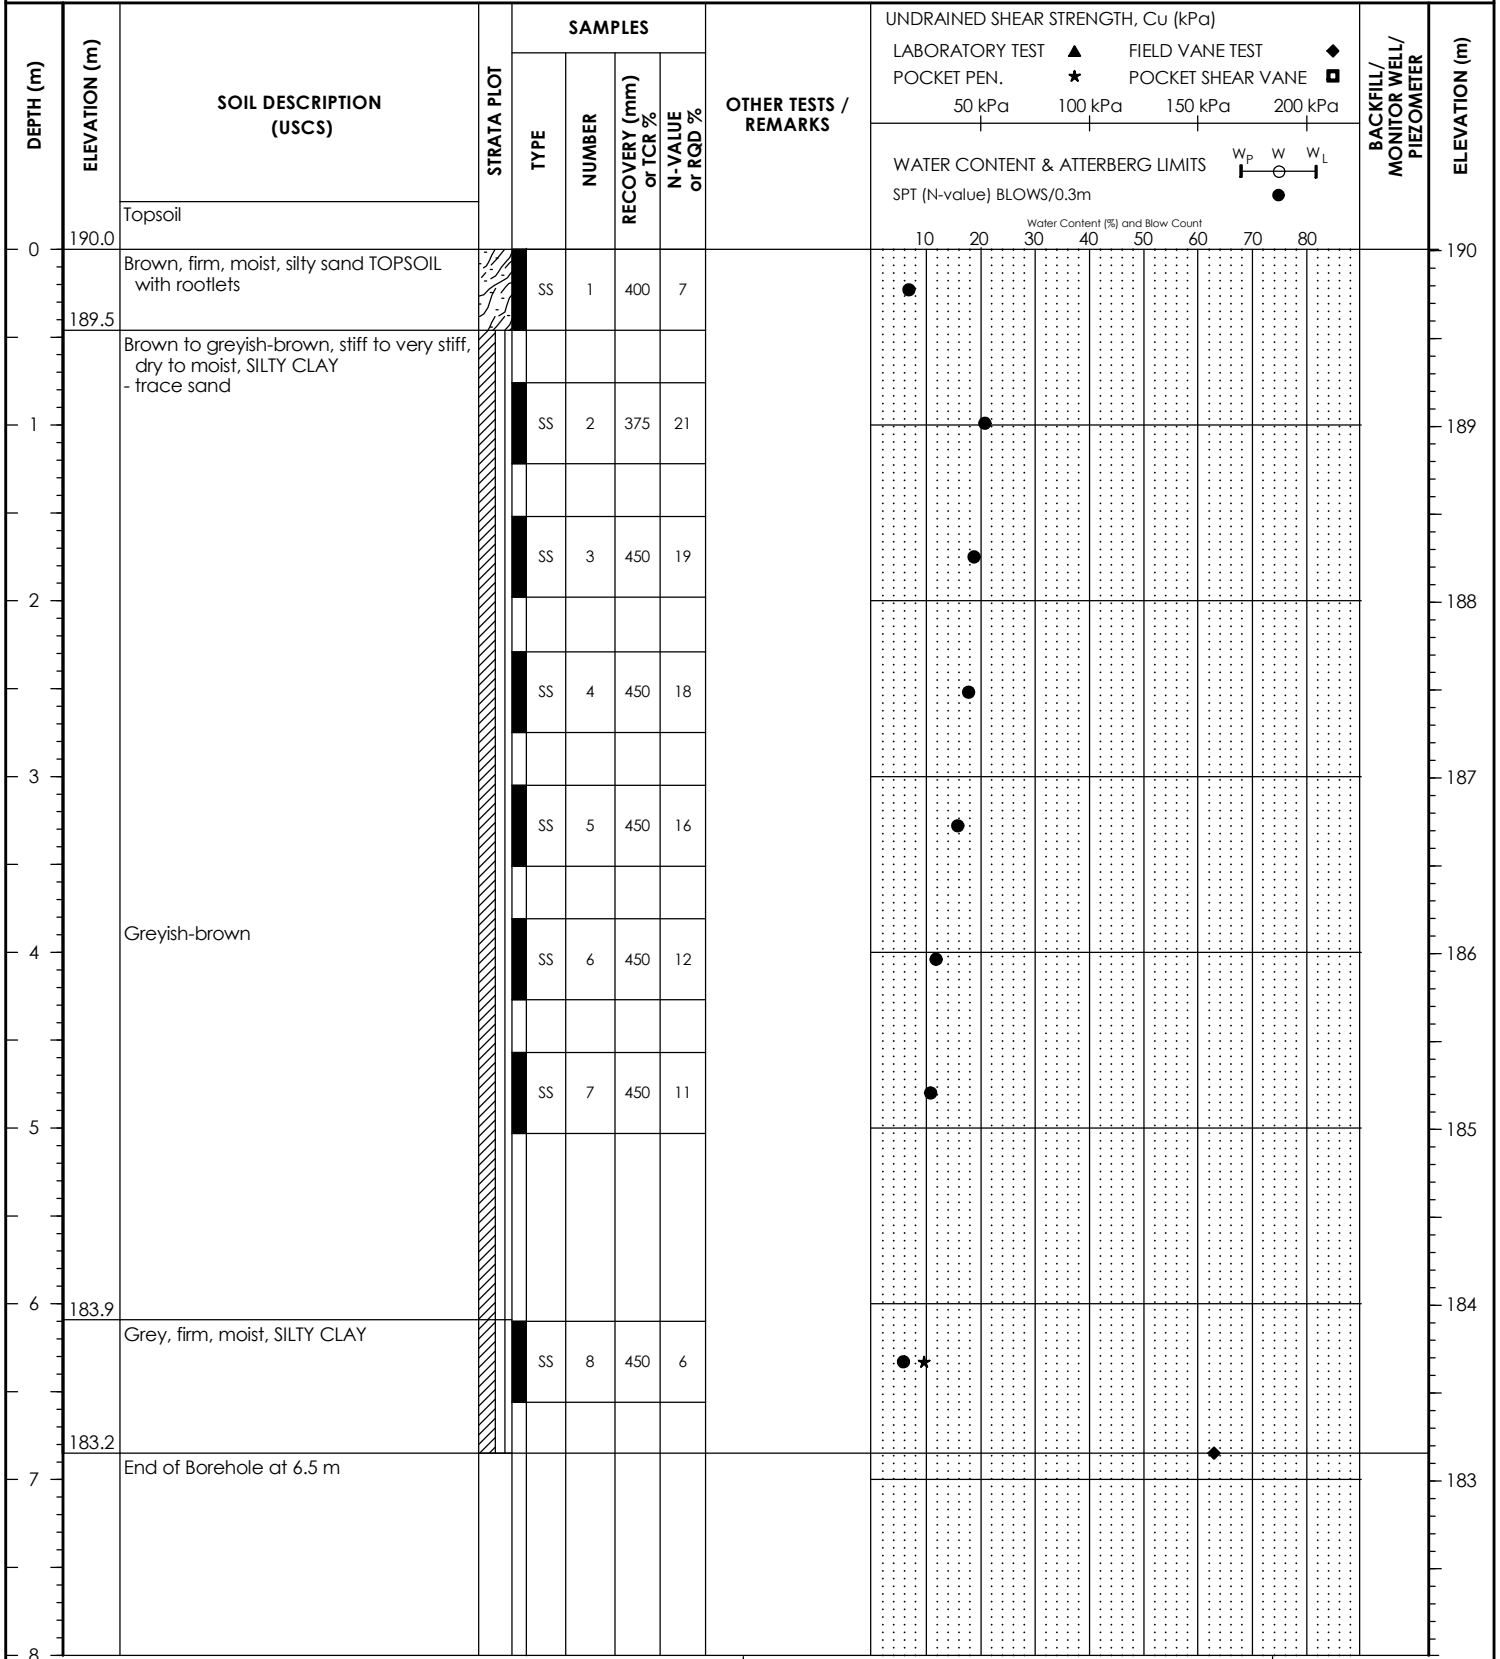 DEPTH (m)
ELEVATION (m)
SOIL DESCRIPTION
(USCS)
STRATA PLOT
SAMPLES
TYPE
NUMBER
RECOVERY (mm)
or TCR %
N-VALUE
or RQD %
OTHER TESTS /
REMARKS
UNDRAINED SHEAR STRENGTH, Cu (kPa)
LABORATORY TEST ▲ FIELD VANE TEST ◆
POCKET PEN. ★ POCKET SHEAR VANE
50 kPa 100 kPa 150 kPa 200 kPa
WATER CONTENT & ATTERBERG LIMITS WP W WL
SPT (N-value) BLOWS/0.3m ●
Water Content (%) and Blow Count
10 20 30 40 50 60 70 80
BACKFILL/
MONITOR WELL/
PIEZOMETER
ELEVATION (m)
Topsoil
0 190.0 190
Brown, firm, moist, silty sand TOPSOIL
with rootlets
SS 1 400 7
189.5
Brown to greyish-brown, stiff to very stiff,
dry to moist, SILTY CLAY
- trace sand
1 SS 2 375 21 189
SS 3 450 19
2 188
SS 4 450 18
3 187
SS 5 450 16
Greyish-brown
4 SS 6 450 12 186
SS 7 450 11
5 185
6 183.9 184
Grey, firm, moist, SILTY CLAY
SS 8 450 6
183.2
End of Borehole at 6.5 m
7 183
8